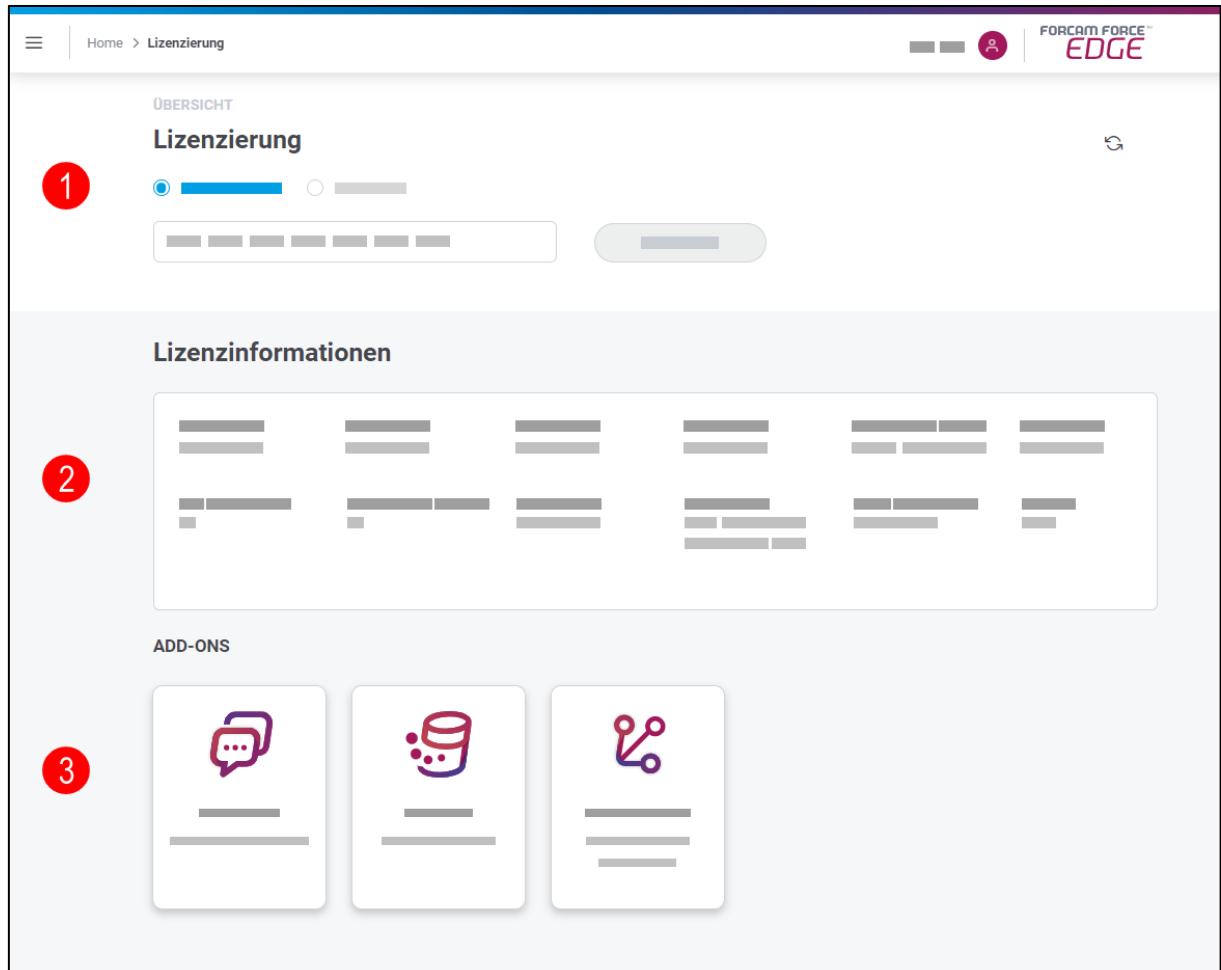 Home > Lizenzierung
FORCAM FORCE™
EDGE
ÜBERSICHT
Lizenzierung
1
Lizenzinformationen
2
ADD-ONS
3